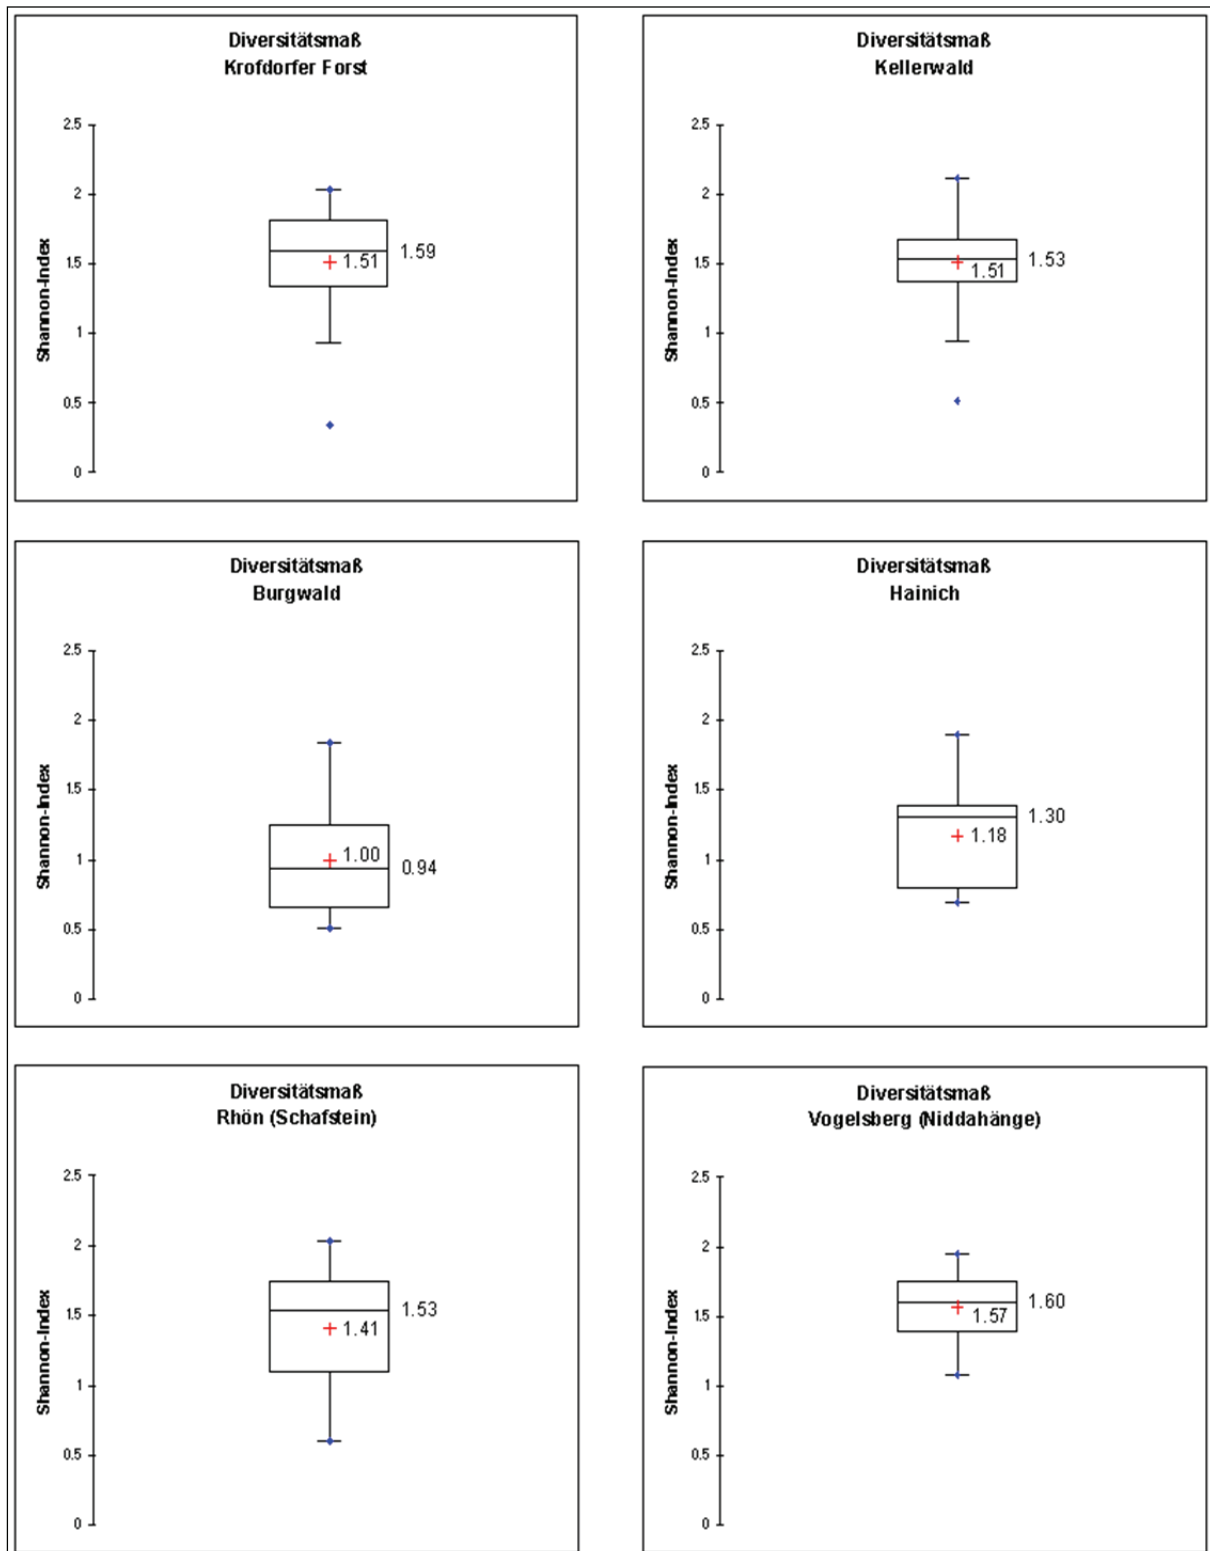 Diversitätsmaß
Krofdorfer Forst
2.5
2
1.5
1
0.5
0
Shannon-Index
1.51
1.59
Diversitätsmaß
Kellerwald
2.5
2
1.5
1
0.5
0
Shannon-Index
1.51
1.53
Diversitätsmaß
Burgwald
2.5
2
1.5
1
0.5
0
Shannon-Index
1.00
0.94
Diversitätsmaß
Hainich
2.5
2
1.5
1
0.5
0
Shannon-Index
1.30
1.18
Diversitätsmaß
Rhön (Schafstein)
2.5
2
1.5
1
0.5
0
Shannon-Index
1.53
1.41
Diversitätsmaß
Vogelsberg (Niddahänge)
2.5
2
1.5
1
0.5
0
Shannon-Index
1.60
1.57